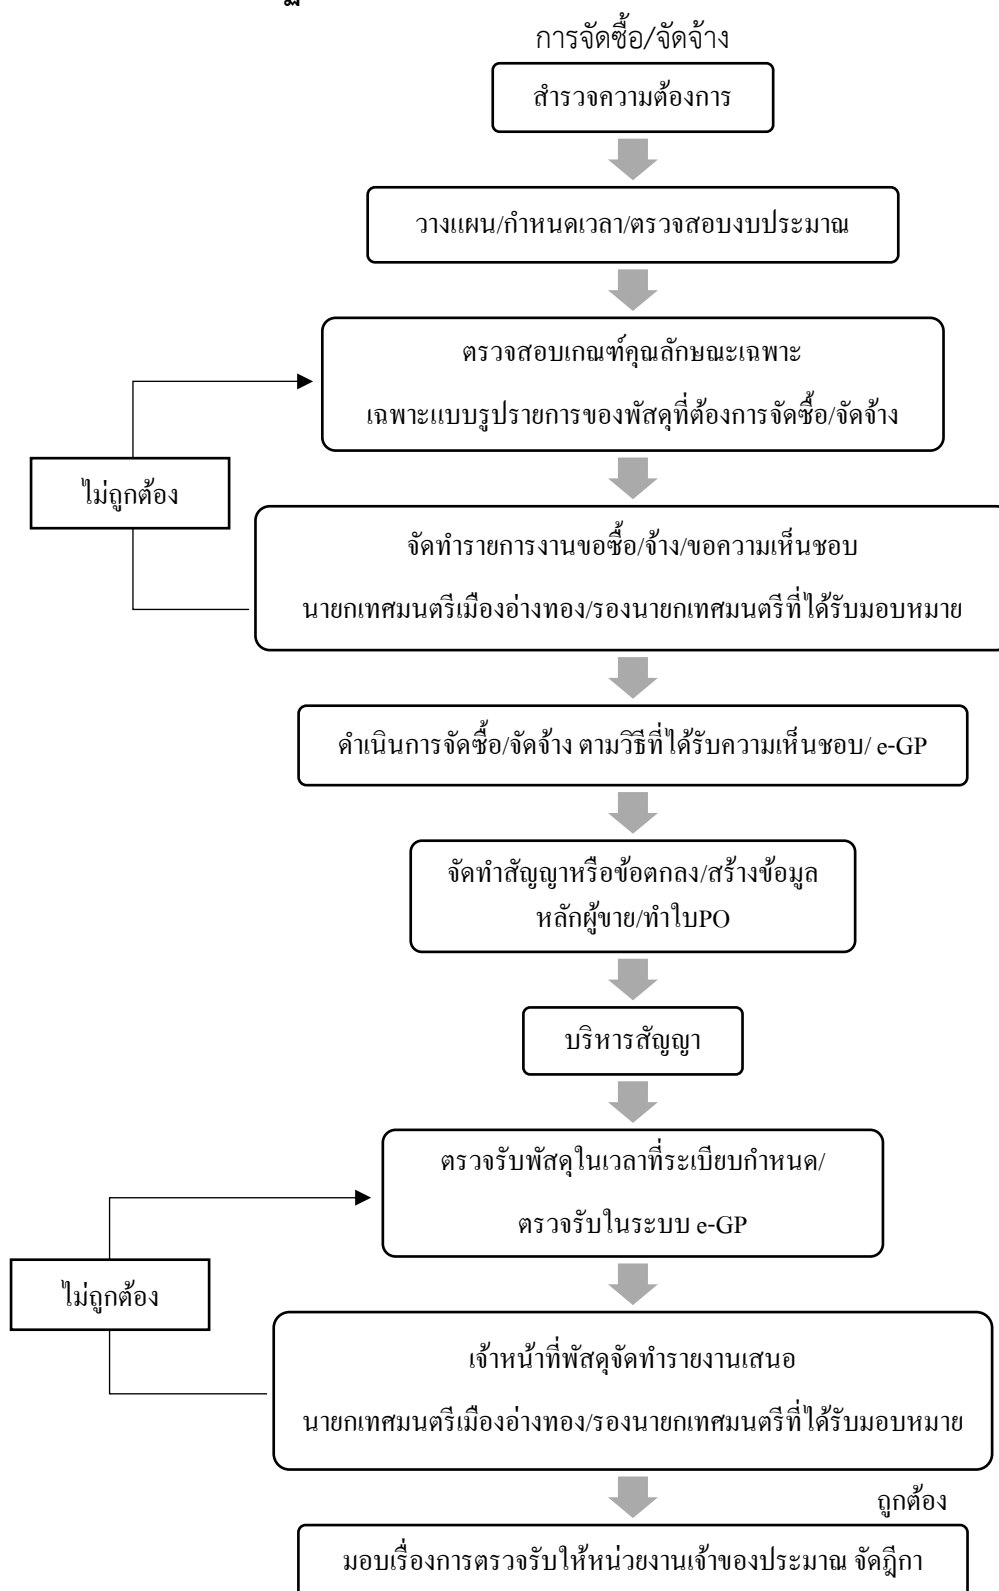 การจัดซื้อ/จัดจ้าง
สำรวจความต้องการ
วางแผน/กำหนดเวลา/ตรวจสอบงบประมาณ
ตรวจสอบเกณฑ์คุณลักษณะเฉพาะ
เฉพาะแบบรูปรายการของพัสดุที่ต้องการจัดซื้อ/จัดจ้าง
ไม่ถูกต้อง
จัดทำรายการงานขอซื้อ/จ้าง/ขอความเห็นชอบ
นายกเทศมนตรีเมืองอ่างทอง/รองนายกเทศมนตรีที่ได้รับมอบหมาย
ดำเนินการจัดซื้อ/จัดจ้าง ตามวิธีที่ได้รับความเห็นชอบ/ e-GP
จัดทำสัญญาหรือข้อตกลง/สร้างข้อมูล
หลักผู้ขาย/ทำใบPO
บริหารสัญญา
ตรวจรับพัสดุในเวลาที่ระเบียบกำหนด/
ตรวจรับในระบบ e-GP
ไม่ถูกต้อง
เจ้าหน้าที่พัสดุจัดทำรายงานเสนอ
นายกเทศมนตรีเมืองอ่างทอง/รองนายกเทศมนตรีที่ได้รับมอบหมาย
ถูกต้อง
มอบเรื่องการตรวจรับให้หน่วยงานเจ้าของประมาณ จัดฎีกา